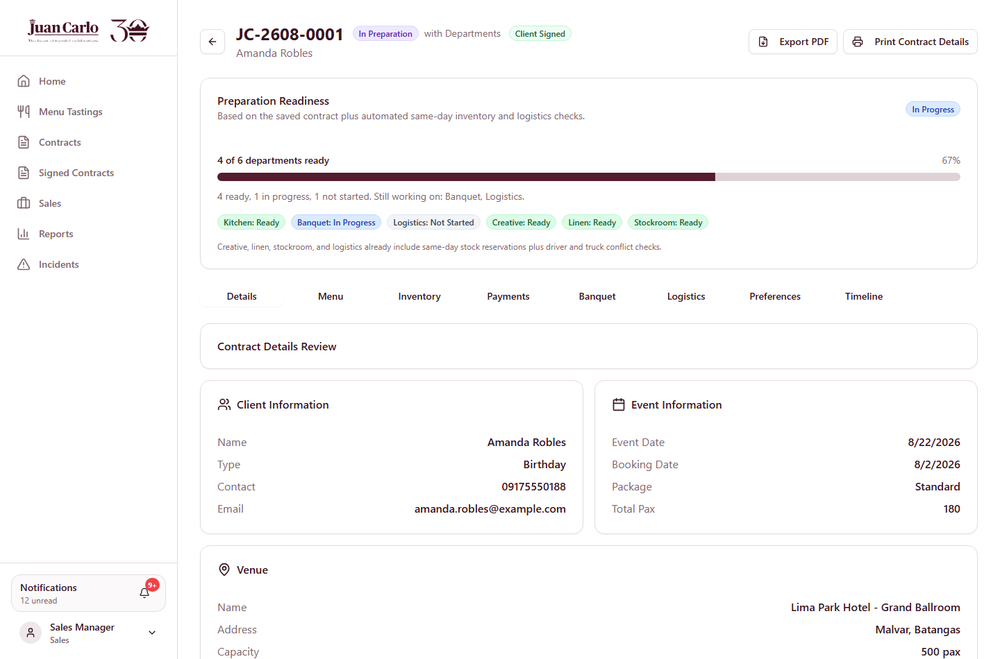 Juan Carlo 30
The heart of tasteful celebrations
Home
Menu Tastings
Contracts
Signed Contracts
Sales
Reports
Incidents
Notifications
12 unread
9+
Sales Manager
Sales
JC-2608-0001 In Preparation with Departments Client Signed
Amanda Robles
Export PDF Print Contract Details
Preparation Readiness
Based on the saved contract plus automated same-day inventory and logistics checks.
In Progress
4 of 6 departments ready 67%
4 ready, 1 in progress, 1 not started. Still working on: Banquet, Logistics.
Kitchen: Ready Banquet: In Progress Logistics: Not Started Creative: Ready Linen: Ready Stockroom: Ready
Creative, linen, stockroom, and logistics already include same-day stock reservations plus driver and truck conflict checks.
Details Menu Inventory Payments Banquet Logistics Preferences Timeline
Contract Details Review
Client Information
Name Amanda Robles
Type Birthday
Contact 09175550188
Email amanda.robles@example.com
Event Information
Event Date 8/22/2026
Booking Date 8/2/2026
Package Standard
Total Pax 180
Venue
Name Lima Park Hotel - Grand Ballroom
Address Malvar, Batangas
Capacity 500 pax